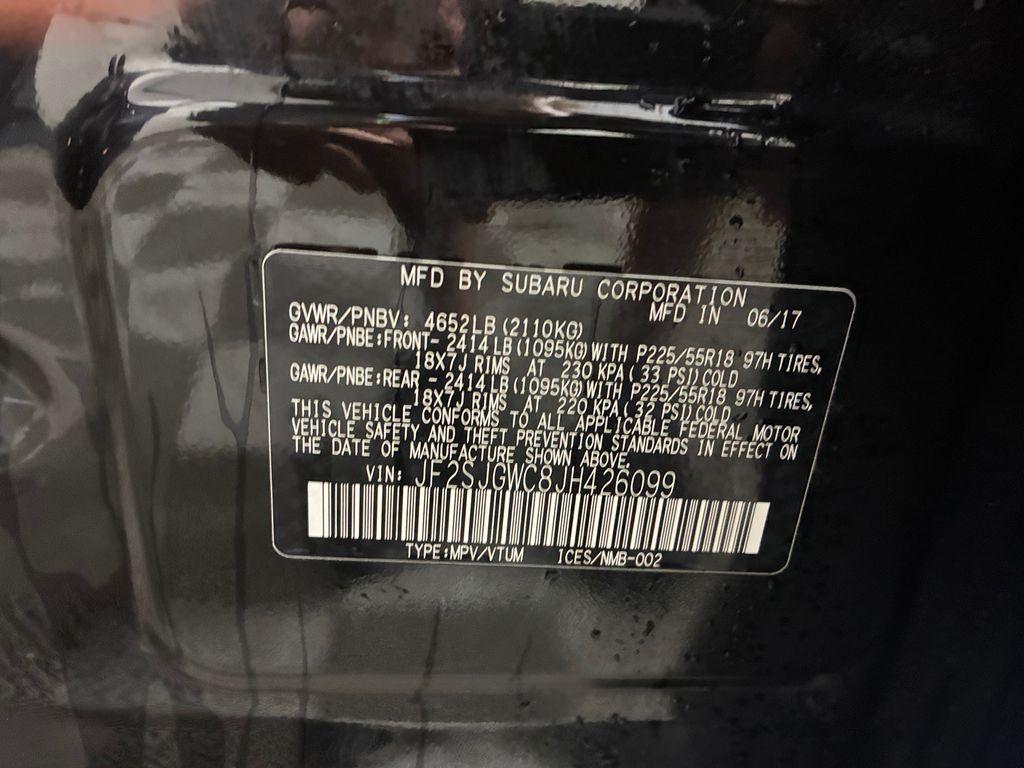 MFD BY SUBARU CORPORATION
MFD IN 06/17
GVWR/PNBV: 4652LB(2110KG)
GAWR/PNBE:FRONT- 2414LB(1095KG)WITH P225/55R18 97H TIRES,
18X7J RIMS AT 230 KPA( 33 PSI)COLD
GAWR/PNBE:REAR - 2414LB(1095KG)WITH P225/55R18 97H TIRES,
18X7J RIMS AT 220 KPA( 32 PSI)COLD.
THIS VEHICLE CONFORMS TO ALL APPLICABLE FEDERAL MOTOR
VEHICLE SAFETY AND THEFT PREVENTION STANDARDS IN EFFECT ON
THE DATE OF MANUFACTURE SHOWN ABOVE.
VIN: JF2SJGWC8JH426099
TYPE:MPV/VTUM ICES/NMB-002